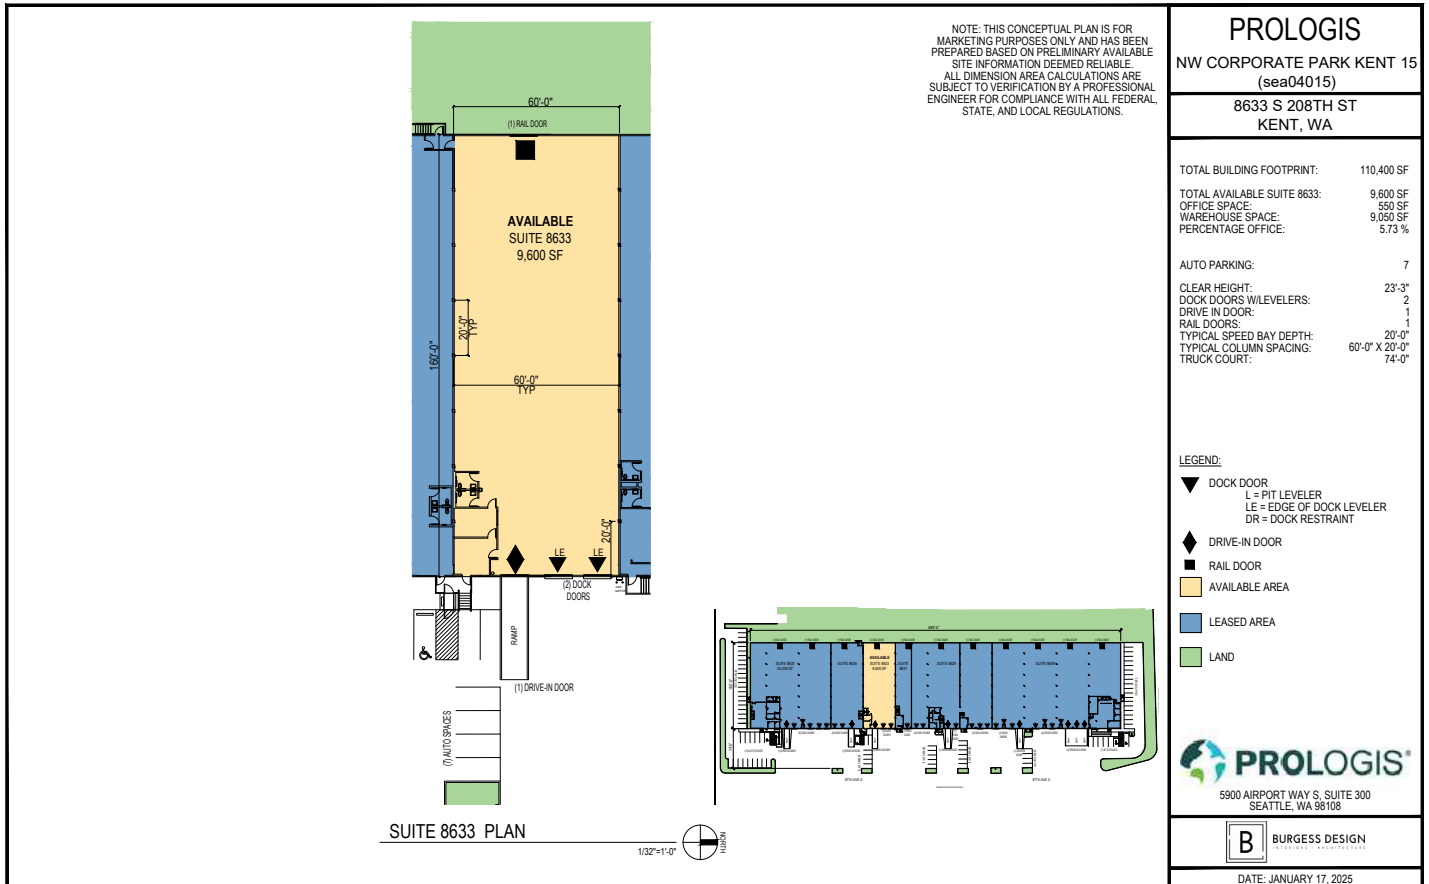 NOTE: THIS CONCEPTUAL PLAN IS FOR
MARKETING PURPOSES ONLY AND HAS BEEN
PREPARED BASED ON PRELIMINARY AVAILABLE
SITE INFORMATION DEEMED RELIABLE.
ALL DIMENSION AREA CALCULATIONS ARE
SUBJECT TO VERIFICATION BY A PROFESSIONAL
ENGINEER FOR COMPLIANCE WITH ALL FEDERAL,
STATE, AND LOCAL REGULATIONS.
60'-0"
(1) RAIL DOOR
AVAILABLE
SUITE 8633
9,600 SF
20'-0"
TYP
160'-0"
60'-0"
TYP
20'-0"
LE
LE
(2) DOCK
DOORS
RAMP
(1) DRIVE-IN DOOR
(7) AUTO SPACES
SUITE 8633 PLAN
1/32"=1'-0"
NORTH
AVAILABLE
SUITE 8633
9,600 SF
PROLOGIS
NW CORPORATE PARK KENT 15
(sea04015)
8633 S 208TH ST
KENT, WA
TOTAL BUILDING FOOTPRINT: 110,400 SF
TOTAL AVAILABLE SUITE 8633: 9,600 SF
OFFICE SPACE: 550 SF
WAREHOUSE SPACE: 9,050 SF
PERCENTAGE OFFICE: 5.73 %
AUTO PARKING: 7
CLEAR HEIGHT: 23'-3"
DOCK DOORS W/LEVELERS: 2
DRIVE IN DOOR: 1
RAIL DOORS: 1
TYPICAL SPEED BAY DEPTH: 20'-0"
TYPICAL COLUMN SPACING: 60'-0" X 20'-0"
TRUCK COURT: 74'-0"
LEGEND:
DOCK DOOR
L = PIT LEVELER
LE = EDGE OF DOCK LEVELER
DR = DOCK RESTRAINT
DRIVE-IN DOOR
RAIL DOOR
AVAILABLE AREA
LEASED AREA
LAND
PROLOGIS®
5900 AIRPORT WAY S, SUITE 300
SEATTLE, WA 98108
B
BURGESS DESIGN
INTERIORS • ARCHITECTURE
DATE: JANUARY 17, 2025